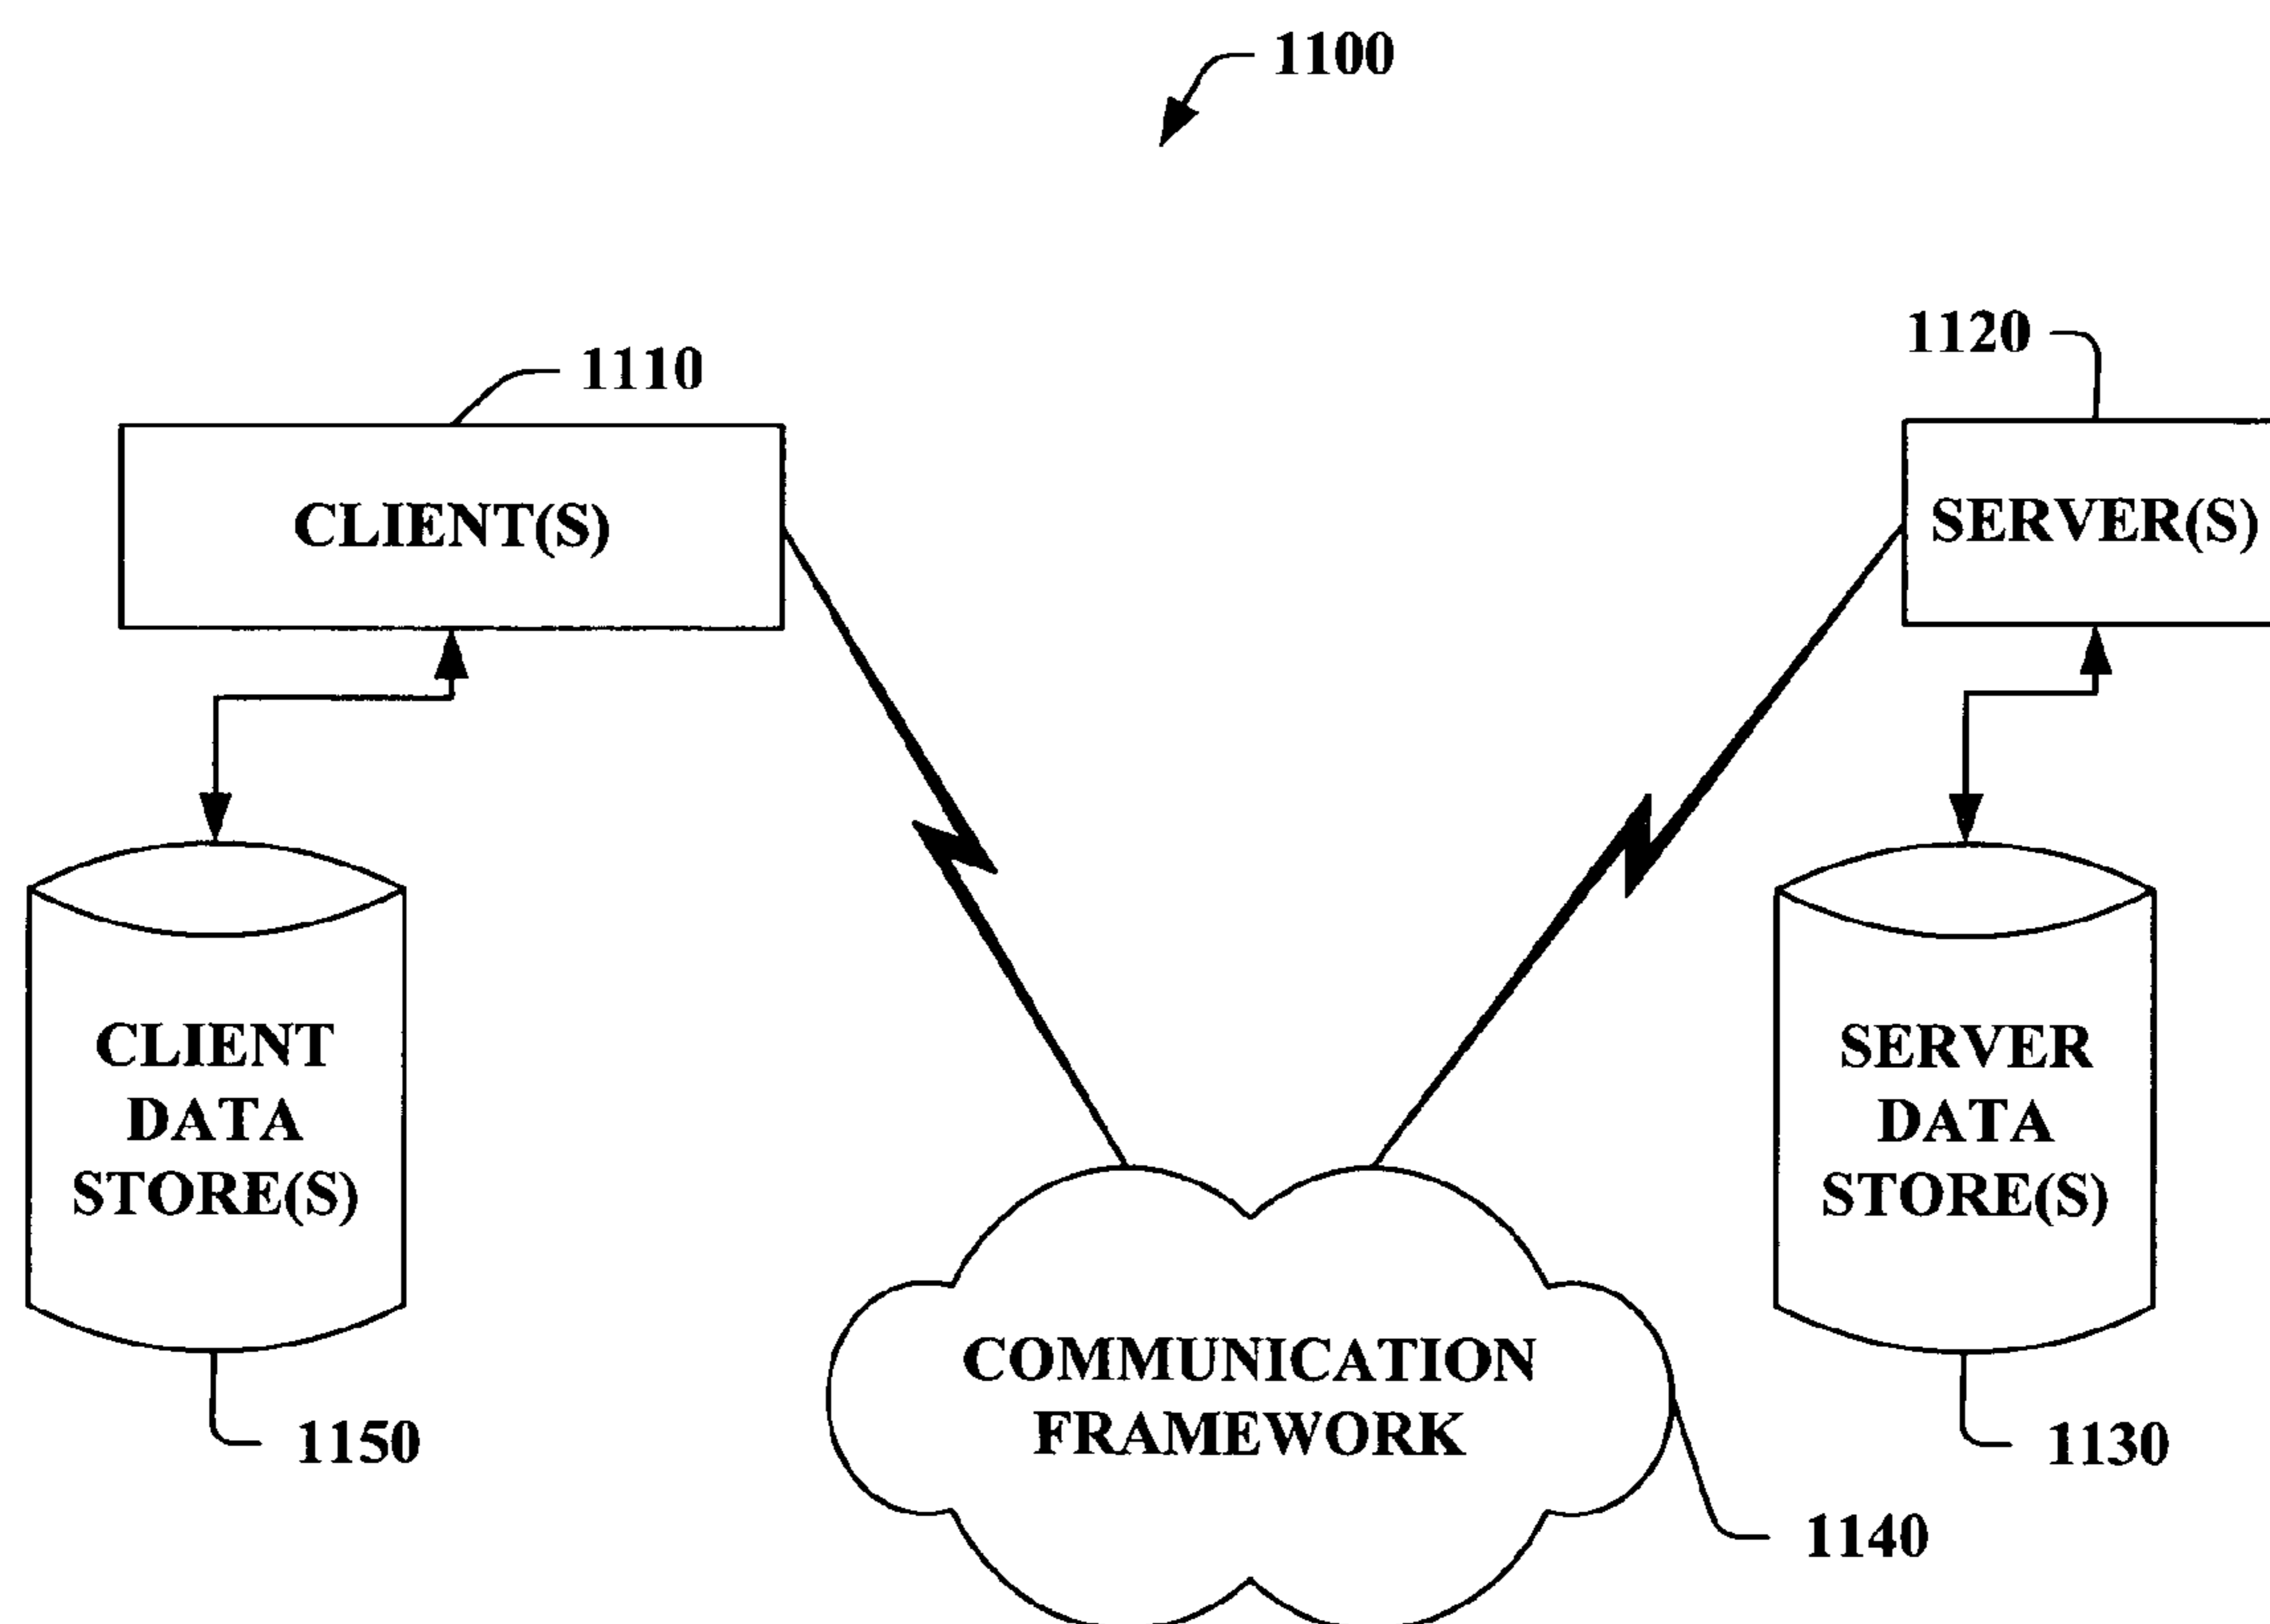 1100
1110
1120
CLIENT(S)
SERVER(S)
CLIENT
DATA
STORE(S)
SERVER
DATA
STORE(S)
COMMUNICATION
FRAMEWORK
1150
1130
1140